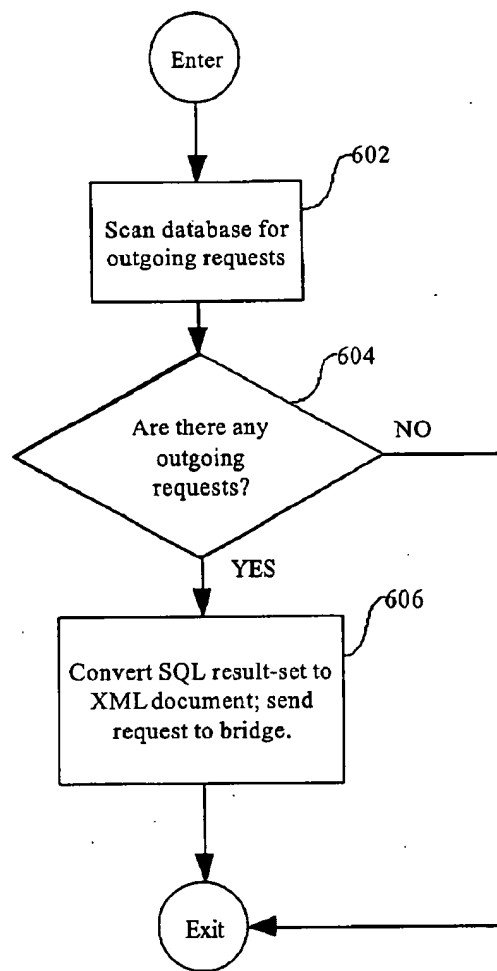 Enter
602
Scan database for
outgoing requests
604
Are there any
outgoing
requests?
NO
YES
606
Convert SQL result-set to
XML document; send
request to bridge.
Exit